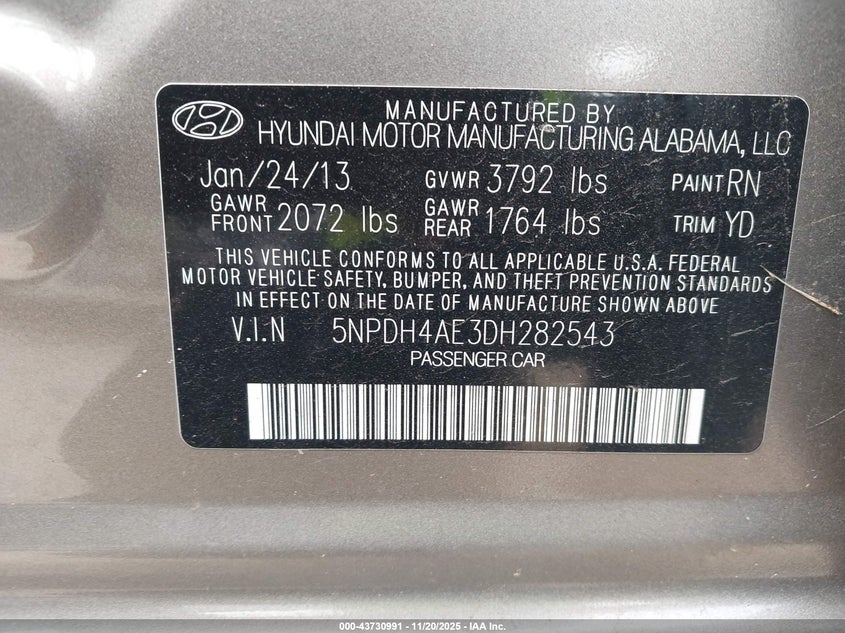 MANUFACTURED BY
HYUNDAI MOTOR MANUFACTURING ALABAMA, LLC
Jan/24/13 GVWR 3792 lbs PAINT RN
GAWR FRONT 2072 lbs GAWR REAR 1764 lbs TRIM YD
THIS VEHICLE CONFORMS TO ALL APPLICABLE U.S.A. FEDERAL
MOTOR VEHICLE SAFETY, BUMPER, AND THEFT PREVENTION STANDARDS
IN EFFECT ON THE DATE OF MANUFACTURE SHOWN ABOVE
V.I.N 5NPDH4AE3DH282543
PASSENGER CAR
000-43730991 - 11/20/2025 - IAA Inc.